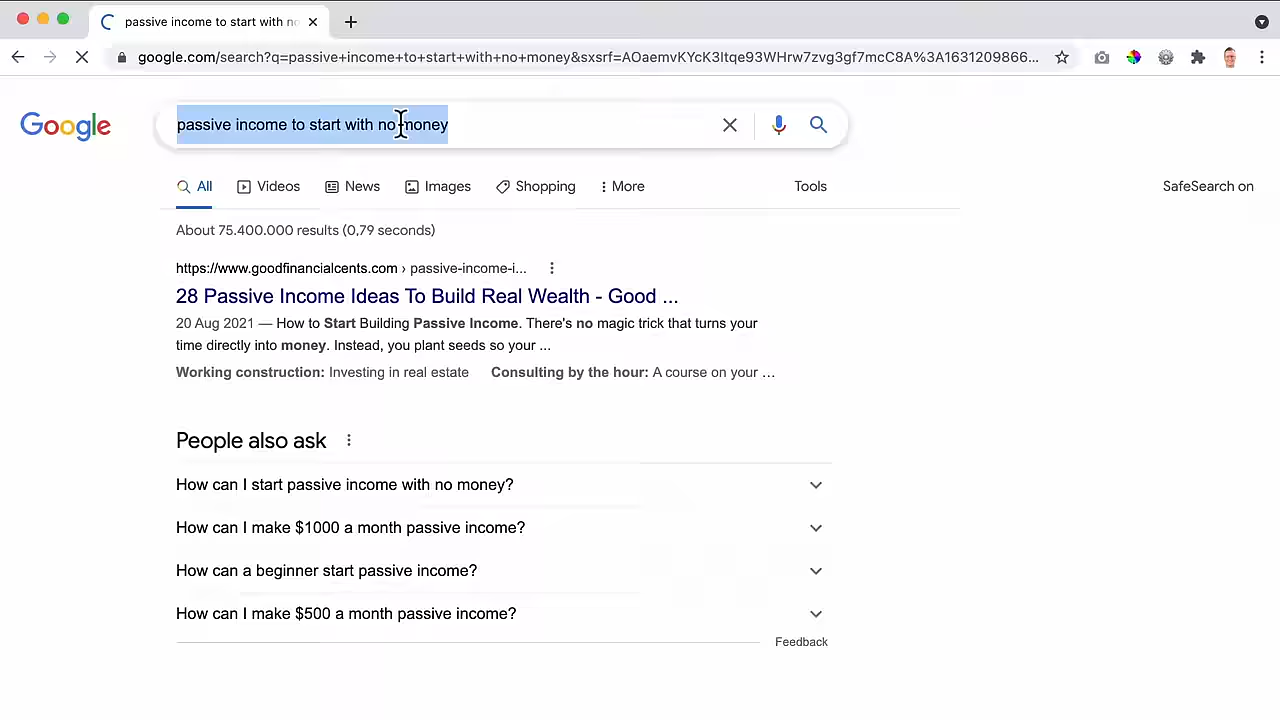 passive income to start with no
google.com/search?q=passive+income+to+start+with+no+money&sxsrf=AOaemvKYcK3Itqe93WHrw7zvg3gf7mcC8A%3A1631209866...
Google
passive income to start with no money
All Videos News Images Shopping More Tools SafeSearch on
About 75.400.000 results (0,79 seconds)
https://www.goodfinancialcents.com › passive-income-i...
28 Passive Income Ideas To Build Real Wealth - Good ...
20 Aug 2021 — How to Start Building Passive Income. There's no magic trick that turns your
time directly into money. Instead, you plant seeds so your ...
Working construction: Investing in real estate Consulting by the hour: A course on your …
People also ask
How can I start passive income with no money?
How can I make $1000 a month passive income?
How can a beginner start passive income?
How can I make $500 a month passive income?
Feedback